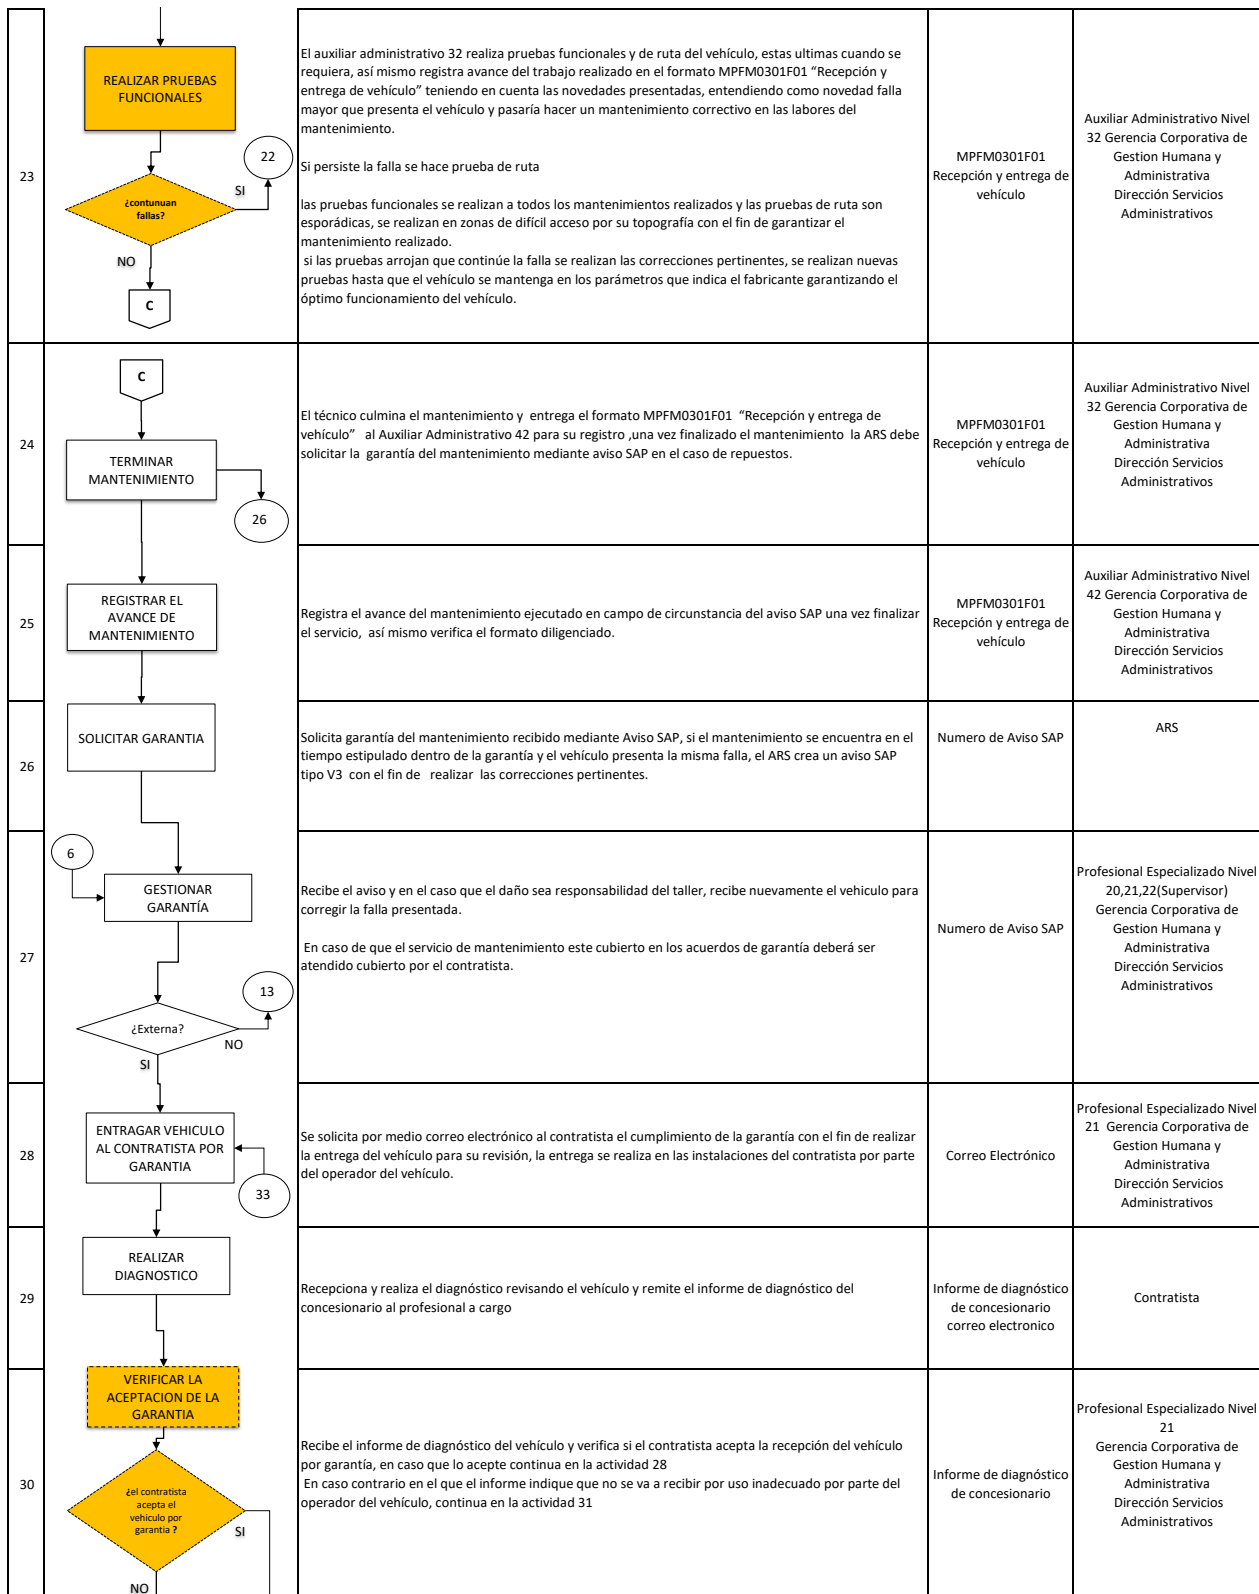 23
REALIZAR PRUEBAS
FUNCIONALES
22
SI
¿contunuan
fallas?
NO
C
El auxiliar administrativo 32 realiza pruebas funcionales y de ruta del vehículo, estas ultimas cuando se
requiera, así mismo registra avance del trabajo realizado en el formato MPFM0301F01 “Recepción y
entrega de vehículo” teniendo en cuenta las novedades presentadas, entendiendo como novedad falla
mayor que presenta el vehículo y pasaría hacer un mantenimiento correctivo en las labores del
mantenimiento.
Si persiste la falla se hace prueba de ruta
las pruebas funcionales se realizan a todos los mantenimientos realizados y las pruebas de ruta son
esporádicas, se realizan en zonas de difícil acceso por su topografía con el fin de garantizar el
mantenimiento realizado.
si las pruebas arrojan que continúe la falla se realizan las correcciones pertinentes, se realizan nuevas
pruebas hasta que el vehículo se mantenga en los parámetros que indica el fabricante garantizando el
óptimo funcionamiento del vehículo.
MPFM0301F01
Recepción y entrega de
vehículo
Auxiliar Administrativo Nivel
32 Gerencia Corporativa de
Gestion Humana y
Administrativa
Dirección Servicios
Administrativos
24
C
TERMINAR
MANTENIMIENTO
26
El técnico culmina el mantenimiento y entrega el formato MPFM0301F01 “Recepción y entrega de
vehículo” al Auxiliar Administrativo 42 para su registro ,una vez finalizado el mantenimiento la ARS debe
solicitar la garantía del mantenimiento mediante aviso SAP en el caso de repuestos.
MPFM0301F01
Recepción y entrega de
vehículo
Auxiliar Administrativo Nivel
32 Gerencia Corporativa de
Gestion Humana y
Administrativa
Dirección Servicios
Administrativos
25
REGISTRAR EL
AVANCE DE
MANTENIMIENTO
Registra el avance del mantenimiento ejecutado en campo de circunstancia del aviso SAP una vez finalizar
el servicio, así mismo verifica el formato diligenciado.
MPFM0301F01
Recepción y entrega de
vehículo
Auxiliar Administrativo Nivel
42 Gerencia Corporativa de
Gestion Humana y
Administrativa
Dirección Servicios
Administrativos
26
SOLICITAR GARANTIA
Solicita garantía del mantenimiento recibido mediante Aviso SAP, si el mantenimiento se encuentra en el
tiempo estipulado dentro de la garantía y el vehículo presenta la misma falla, el ARS crea un aviso SAP
tipo V3 con el fin de realizar las correcciones pertinentes.
Numero de Aviso SAP
ARS
27
6
GESTIONAR
GARANTÍA
13
¿Externa?
NO
SI
Recibe el aviso y en el caso que el daño sea responsabilidad del taller, recibe nuevamente el vehiculo para
corregir la falla presentada.
En caso de que el servicio de mantenimiento este cubierto en los acuerdos de garantía deberá ser
atendido cubierto por el contratista.
Numero de Aviso SAP
Profesional Especializado Nivel
20,21,22(Supervisor)
Gerencia Corporativa de
Gestion Humana y
Administrativa
Dirección Servicios
Administrativos
28
ENTRAGAR VEHICULO
AL CONTRATISTA POR
GARANTIA
33
Se solicita por medio correo electrónico al contratista el cumplimiento de la garantía con el fin de realizar
la entrega del vehículo para su revisión, la entrega se realiza en las instalaciones del contratista por parte
del operador del vehículo.
Correo Electrónico
Profesional Especializado Nivel
21 Gerencia Corporativa de
Gestion Humana y
Administrativa
Dirección Servicios
Administrativos
29
REALIZAR
DIAGNOSTICO
Recepciona y realiza el diagnóstico revisando el vehículo y remite el informe de diagnóstico del
concesionario al profesional a cargo
Informe de diagnóstico
de concesionario
correo electronico
Contratista
30
VERIFICAR LA
ACEPTACION DE LA
GARANTIA
¿el contratista
acepta el
vehiculo por
garantia ?
SI
NO
Recibe el informe de diagnóstico del vehículo y verifica si el contratista acepta la recepción del vehículo
por garantía, en caso que lo acepte continua en la actividad 28
En caso contrario en el que el informe indique que no se va a recibir por uso inadecuado por parte del
operador del vehículo, continua en la actividad 31
Informe de diagnóstico
de concesionario
Profesional Especializado Nivel
21
Gerencia Corporativa de
Gestion Humana y
Administrativa
Dirección Servicios
Administrativos